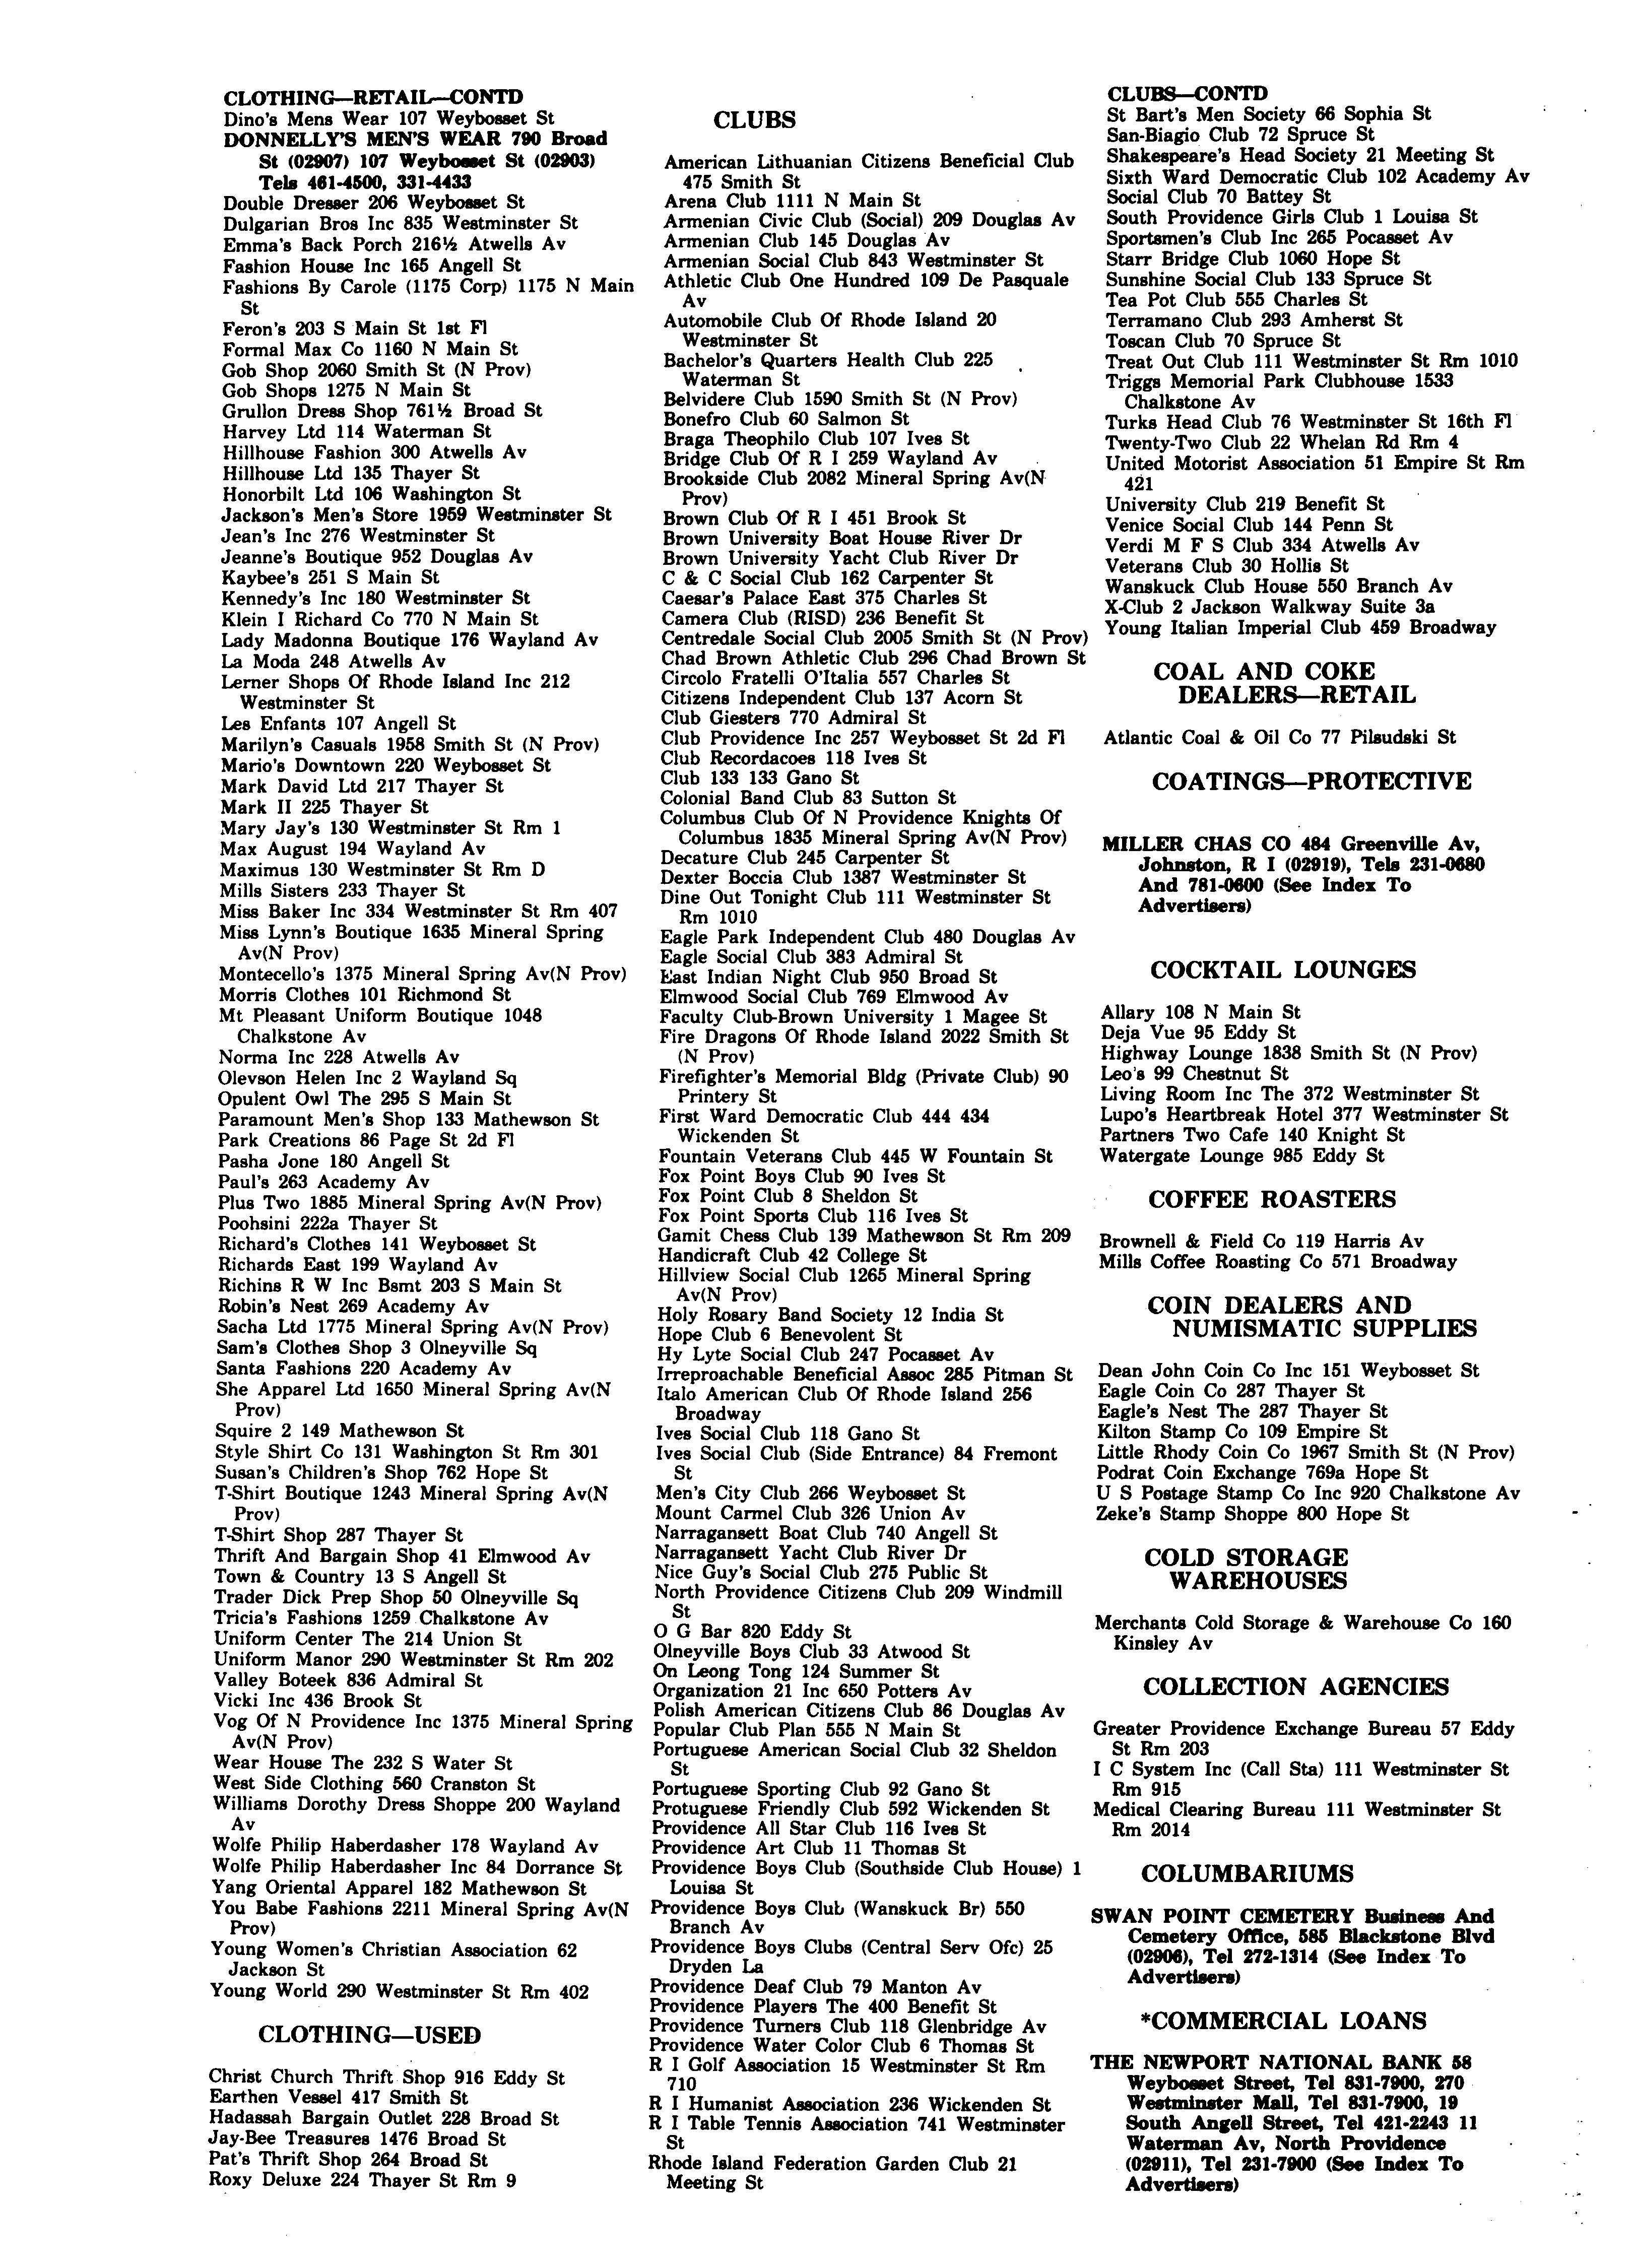 CLOTHING—RETAIL—CONTD
Dino's Mens Wear 107 Weybosset St
DONNELLY'S MEN'S WEAR 790 Broad
St (02907) 107 Weybosset St (02903)
Tels 461-4500, 331-4433
Double Dresser 206 Weybosset St
Dulgarian Bros Inc 835 Westminster St
Emma's Back Porch 216½ Atwells Av
Fashion House Inc 165 Angell St
Fashions By Carole (1175 Corp) 1175 N Main
St
Feron's 203 S Main St 1st Fl
Formal Max Co 1160 N Main St
Gob Shop 2060 Smith St (N Prov)
Gob Shops 1275 N Main St
Grullon Dress Shop 761½ Broad St
Harvey Ltd 114 Waterman St
Hillhouse Fashion 300 Atwells Av
Hillhouse Ltd 135 Thayer St
Honorbilt Ltd 106 Washington St
Jackson's Men's Store 1959 Westminster St
Jean's Inc 276 Westminster St
Jeanne's Boutique 952 Douglas Av
Kaybee's 251 S Main St
Kennedy's Inc 180 Westminster St
Klein I Richard Co 770 N Main St
Lady Madonna Boutique 176 Wayland Av
La Moda 248 Atwells Av
Lerner Shops Of Rhode Island Inc 212
Westminster St
Les Enfants 107 Angell St
Marilyn's Casuals 1958 Smith St (N Prov)
Mario's Downtown 220 Weybosset St
Mark David Ltd 217 Thayer St
Mark II 225 Thayer St
Mary Jay's 130 Westminster St Rm 1
Max August 194 Wayland Av
Maximus 130 Westminster St Rm D
Mills Sisters 233 Thayer St
Miss Baker Inc 334 Westminster St Rm 407
Miss Lynn's Boutique 1635 Mineral Spring
Av(N Prov)
Montecello's 1375 Mineral Spring Av(N Prov)
Morris Clothes 101 Richmond St
Mt Pleasant Uniform Boutique 1048
Chalkstone Av
Norma Inc 228 Atwells Av
Olevson Helen Inc 2 Wayland Sq
Opulent Owl The 295 S Main St
Paramount Men's Shop 133 Mathewson St
Park Creations 86 Page St 2d Fl
Pasha Jone 180 Angell St
Paul's 263 Academy Av
Plus Two 1885 Mineral Spring Av(N Prov)
Poohsini 222a Thayer St
Richard's Clothes 141 Weybosset St
Richards East 199 Wayland Av
Richins R W Inc Bsmt 203 S Main St
Robin's Nest 269 Academy Av
Sacha Ltd 1775 Mineral Spring Av(N Prov)
Sam's Clothes Shop 3 Olneyville Sq
Santa Fashions 220 Academy Av
She Apparel Ltd 1650 Mineral Spring Av(N
Prov)
Squire 2 149 Mathewson St
Style Shirt Co 131 Washington St Rm 301
Susan's Children's Shop 762 Hope St
T-Shirt Boutique 1243 Mineral Spring Av(N
Prov)
T-Shirt Shop 287 Thayer St
Thrift And Bargain Shop 41 Elmwood Av
Town & Country 13 S Angell St
Trader Dick Prep Shop 50 Olneyville Sq
Tricia's Fashions 1259 Chalkstone Av
Uniform Center The 214 Union St
Uniform Manor 290 Westminster St Rm 202
Valley Boteek 836 Admiral St
Vicki Inc 436 Brook St
Vog Of N Providence Inc 1375 Mineral Spring
Av(N Prov)
Wear House The 232 S Water St
West Side Clothing 560 Cranston St
Williams Dorothy Dress Shoppe 200 Wayland
Av
Wolfe Philip Haberdasher 178 Wayland Av
Wolfe Philip Haberdasher Inc 84 Dorrance St
Yang Oriental Apparel 182 Mathewson St
You Babe Fashions 2211 Mineral Spring Av(N
Prov)
Young Women's Christian Association 62
Jackson St
Young World 290 Westminster St Rm 402
CLOTHING—USED
Christ Church Thrift Shop 916 Eddy St
Earthen Vessel 417 Smith St
Hadassah Bargain Outlet 228 Broad St
Jay-Bee Treasures 1476 Broad St
Pat's Thrift Shop 264 Broad St
Roxy Deluxe 224 Thayer St Rm 9
CLUBS
American Lithuanian Citizens Beneficial Club
475 Smith St
Arena Club 1111 N Main St
Armenian Civic Club (Social) 209 Douglas Av
Armenian Club 145 Douglas Av
Armenian Social Club 843 Westminster St
Athletic Club One Hundred 109 De Pasquale
Av
Automobile Club Of Rhode Island 20
Westminster St
Bachelor's Quarters Health Club 225
Waterman St
Belvidere Club 1590 Smith St (N Prov)
Bonefro Club 60 Salmon St
Braga Theophilo Club 107 Ives St
Bridge Club Of R I 259 Wayland Av
Brookside Club 2082 Mineral Spring Av(N
Prov)
Brown Club Of R I 451 Brook St
Brown University Boat House River Dr
Brown University Yacht Club River Dr
C & C Social Club 162 Carpenter St
Caesar's Palace East 375 Charles St
Camera Club (RISD) 236 Benefit St
Centredale Social Club 2005 Smith St (N Prov)
Chad Brown Athletic Club 296 Chad Brown St
Circolo Fratelli O'Italia 557 Charles St
Citizens Independent Club 137 Acorn St
Club Giesters 770 Admiral St
Club Providence Inc 257 Weybosset St 2d Fl
Club Recordacoes 118 Ives St
Club 133 133 Gano St
Colonial Band Club 83 Sutton St
Columbus Club Of N Providence Knights Of
Columbus 1835 Mineral Spring Av(N Prov)
Decature Club 245 Carpenter St
Dexter Boccia Club 1387 Westminster St
Dine Out Tonight Club 111 Westminster St
Rm 1010
Eagle Park Independent Club 480 Douglas Av
Eagle Social Club 383 Admiral St
East Indian Night Club 950 Broad St
Elmwood Social Club 769 Elmwood Av
Faculty Club-Brown University 1 Magee St
Fire Dragons Of Rhode Island 2022 Smith St
(N Prov)
Firefighter's Memorial Bldg (Private Club) 90
Printery St
First Ward Democratic Club 444 434
Wickenden St
Fountain Veterans Club 445 W Fountain St
Fox Point Boys Club 90 Ives St
Fox Point Club 8 Sheldon St
Fox Point Sports Club 116 Ives St
Gamit Chess Club 139 Mathewson St Rm 209
Handicraft Club 42 College St
Hillview Social Club 1265 Mineral Spring
Av(N Prov)
Holy Rosary Band Society 12 India St
Hope Club 6 Benevolent St
Hy Lyte Social Club 247 Pocasset Av
Irreproachable Beneficial Assoc 285 Pitman St
Italo American Club Of Rhode Island 256
Broadway
Ives Social Club 118 Gano St
Ives Social Club (Side Entrance) 84 Fremont
St
Men's City Club 266 Weybosset St
Mount Carmel Club 326 Union Av
Narragansett Boat Club 740 Angell St
Narragansett Yacht Club River Dr
Nice Guy's Social Club 275 Public St
North Providence Citizens Club 209 Windmill
St
O G Bar 820 Eddy St
Olneyville Boys Club 33 Atwood St
On Leong Tong 124 Summer St
Organization 21 Inc 650 Potters Av
Polish American Citizens Club 86 Douglas Av
Popular Club Plan 555 N Main St
Portuguese American Social Club 32 Sheldon
St
Portuguese Sporting Club 92 Gano St
Protuguese Friendly Club 592 Wickenden St
Providence All Star Club 116 Ives St
Providence Art Club 11 Thomas St
Providence Boys Club (Southside Club House) 1
Louisa St
Providence Boys Club (Wanskuck Br) 550
Branch Av
Providence Boys Clubs (Central Serv Ofc) 25
Dryden La
Providence Deaf Club 79 Manton Av
Providence Players The 400 Benefit St
Providence Turners Club 118 Glenbridge Av
Providence Water Color Club 6 Thomas St
R I Golf Association 15 Westminster St Rm
710
R I Humanist Association 236 Wickenden St
R I Table Tennis Association 741 Westminster
St
Rhode Island Federation Garden Club 21
Meeting St
CLUBS—CONTD
St Bart's Men Society 66 Sophia St
San-Biagio Club 72 Spruce St
Shakespeare's Head Society 21 Meeting St
Sixth Ward Democratic Club 102 Academy Av
Social Club 70 Battey St
South Providence Girls Club 1 Louisa St
Sportsmen's Club Inc 265 Pocasset Av
Starr Bridge Club 1060 Hope St
Sunshine Social Club 133 Spruce St
Tea Pot Club 555 Charles St
Terramano Club 293 Amherst St
Toscan Club 70 Spruce St
Treat Out Club 111 Westminster St Rm 1010
Triggs Memorial Park Clubhouse 1533
Chalkstone Av
Turks Head Club 76 Westminster St 16th Fl
Twenty-Two Club 22 Whelan Rd Rm 4
United Motorist Association 51 Empire St Rm
421
University Club 219 Benefit St
Venice Social Club 144 Penn St
Verdi M F S Club 334 Atwells Av
Veterans Club 30 Hollis St
Wanskuck Club House 550 Branch Av
X-Club 2 Jackson Walkway Suite 3a
Young Italian Imperial Club 459 Broadway
COAL AND COKE
DEALERS—RETAIL
Atlantic Coal & Oil Co 77 Pilsudski St
COATINGS—PROTECTIVE
MILLER CHAS CO 484 Greenville Av,
Johnston, R I (02919), Tels 231-0680
And 781-0600 (See Index To
Advertisers)
COCKTAIL LOUNGES
Allary 108 N Main St
Deja Vue 95 Eddy St
Highway Lounge 1838 Smith St (N Prov)
Leo's 99 Chestnut St
Living Room Inc The 372 Westminster St
Lupo's Heartbreak Hotel 377 Westminster St
Partners Two Cafe 140 Knight St
Watergate Lounge 985 Eddy St
COFFEE ROASTERS
Brownell & Field Co 119 Harris Av
Mills Coffee Roasting Co 571 Broadway
COIN DEALERS AND
NUMISMATIC SUPPLIES
Dean John Coin Co Inc 151 Weybosset St
Eagle Coin Co 287 Thayer St
Eagle's Nest The 287 Thayer St
Kilton Stamp Co 109 Empire St
Little Rhody Coin Co 1967 Smith St (N Prov)
Podrat Coin Exchange 769a Hope St
U S Postage Stamp Co Inc 920 Chalkstone Av
Zeke's Stamp Shoppe 800 Hope St
COLD STORAGE
WAREHOUSES
Merchants Cold Storage & Warehouse Co 160
Kinsley Av
COLLECTION AGENCIES
Greater Providence Exchange Bureau 57 Eddy
St Rm 203
I C System Inc (Call Sta) 111 Westminster St
Rm 915
Medical Clearing Bureau 111 Westminster St
Rm 2014
COLUMBARIUMS
SWAN POINT CEMETERY Business And
Cemetery Office, 585 Blackstone Blvd
(02906), Tel 272-1314 (See Index To
Advertisers)
*COMMERCIAL LOANS
THE NEWPORT NATIONAL BANK 58
Weybosset Street, Tel 831-7900, 270
Westminster Mall, Tel 831-7900, 19
South Angell Street, Tel 421-2243 11
Waterman Av, North Providence
(02911), Tel 231-7900 (See Index To
Advertisers)